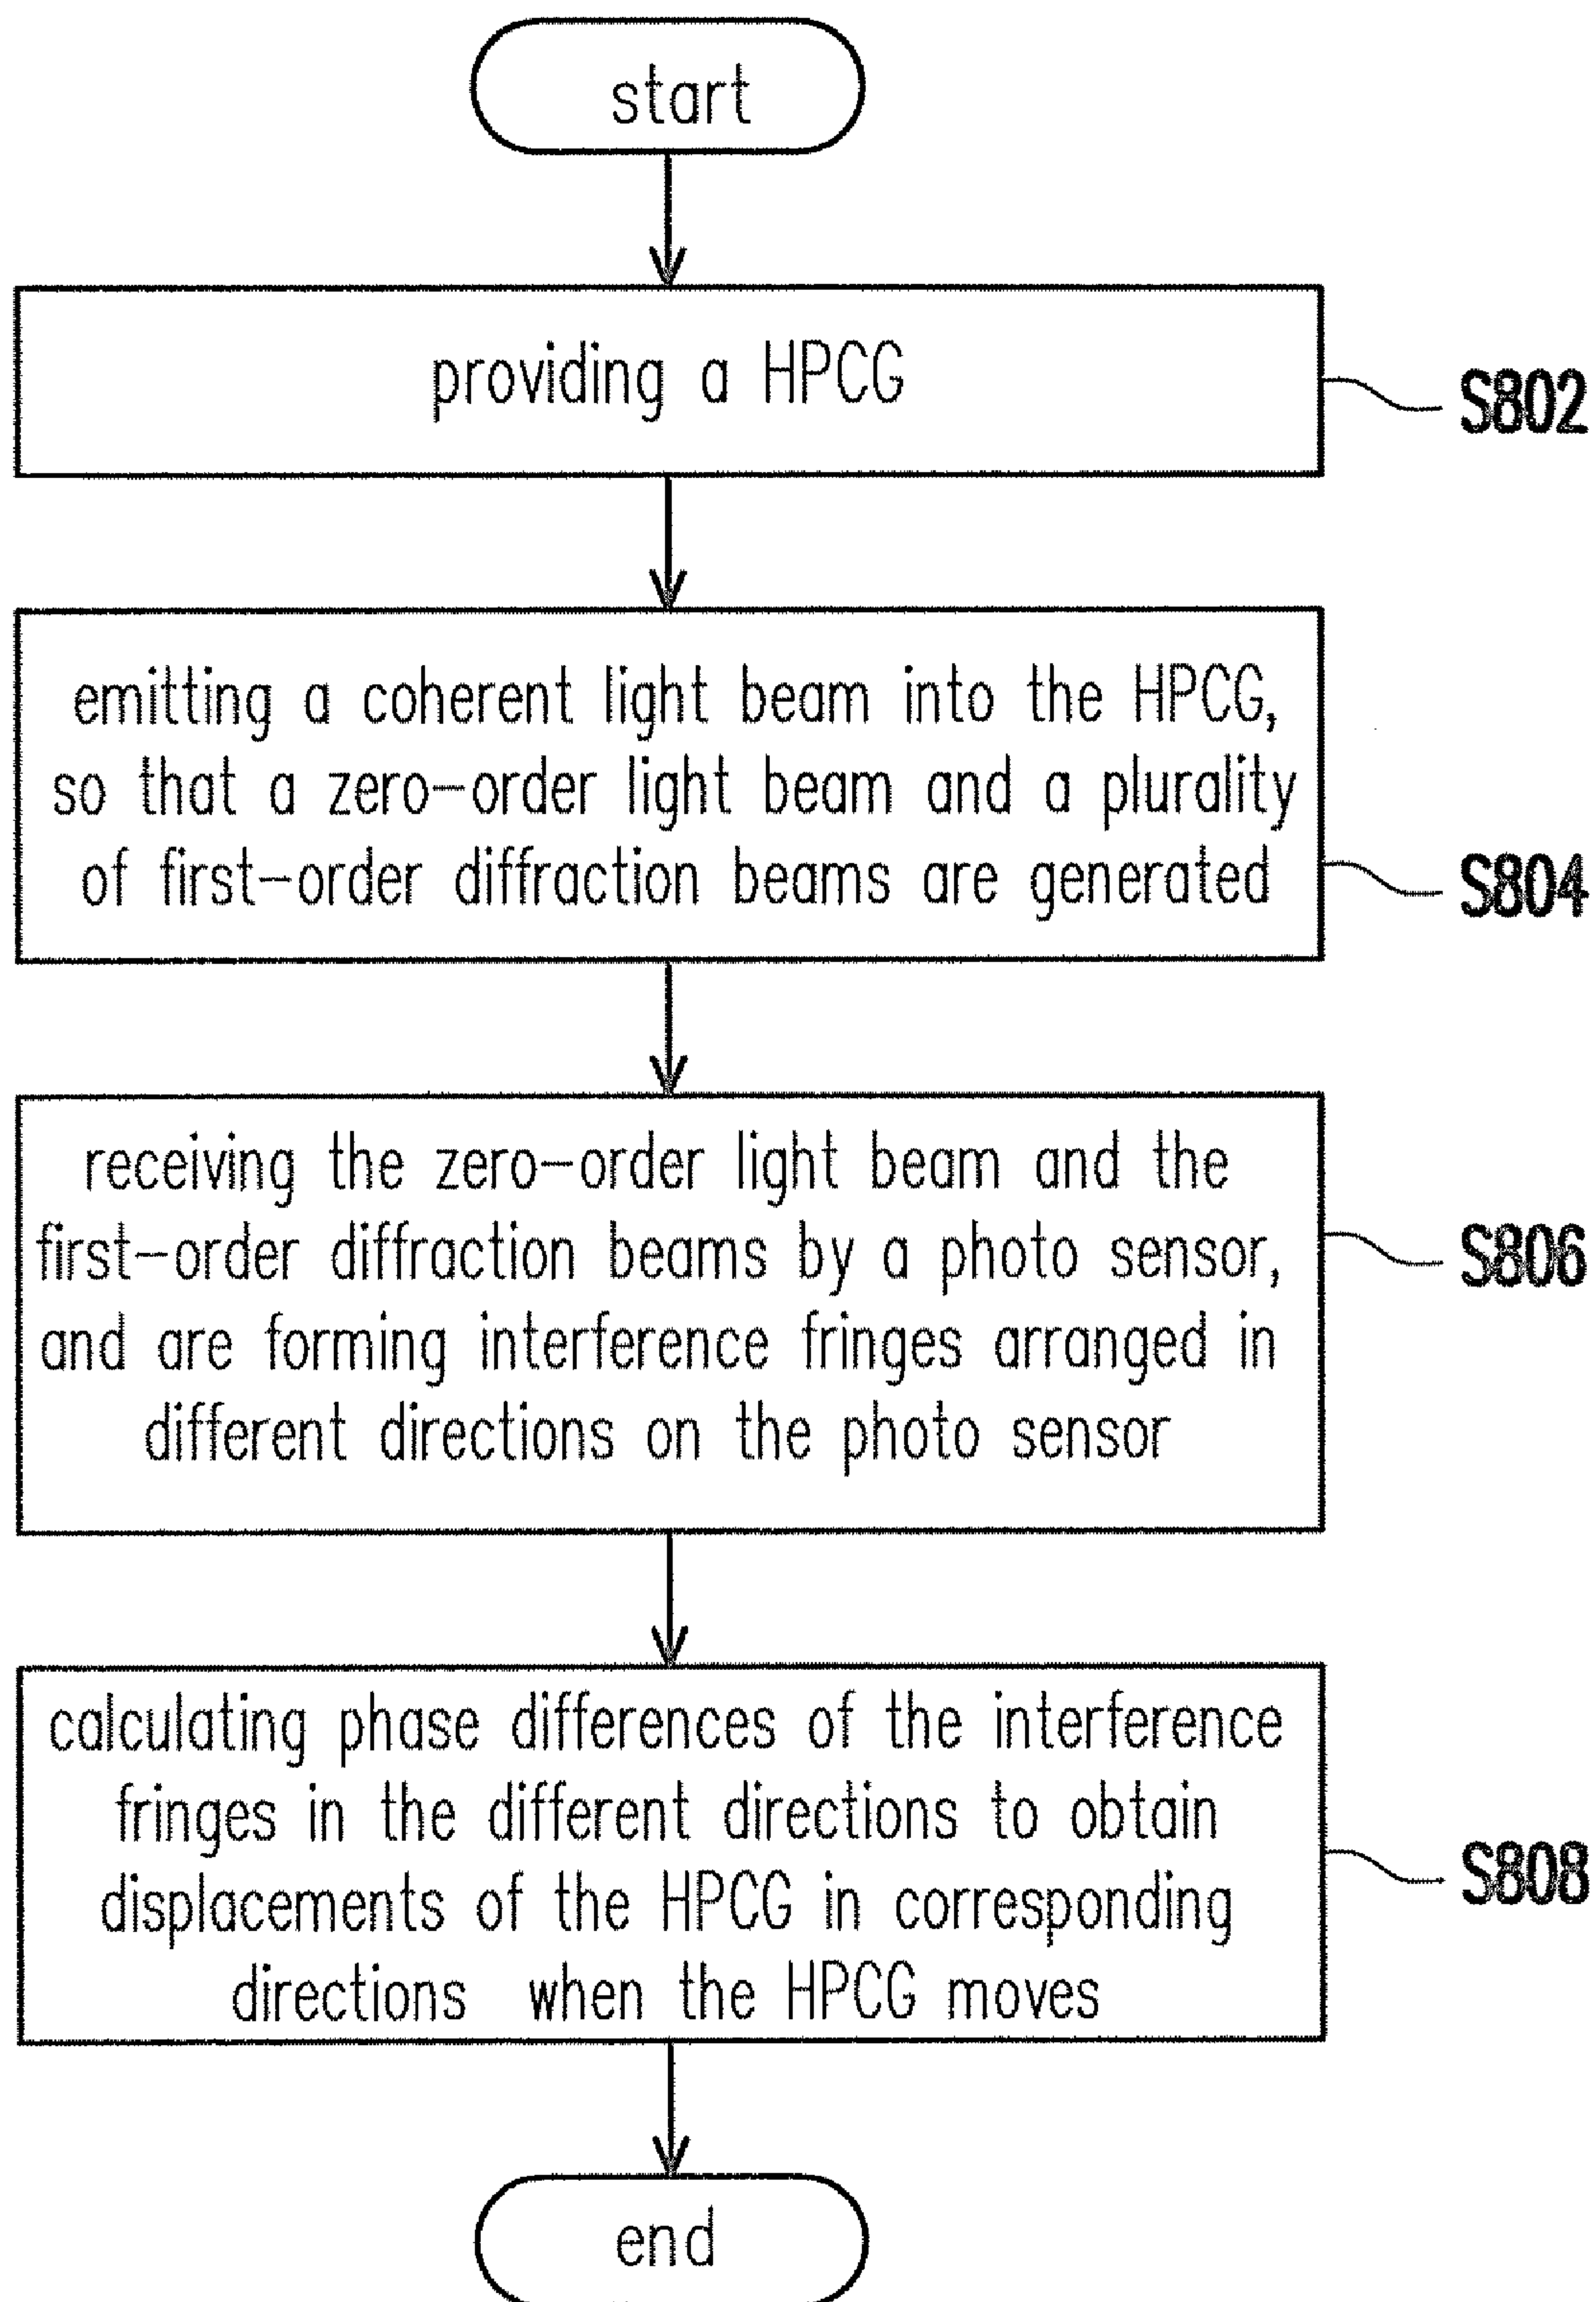 start
providing a HPCG
S802
emitting a coherent light beam into the HPCG,
so that a zero-order light beam and a plurality
of first-order diffraction beams are generated
S804
receiving the zero-order light beam and the
first-order diffraction beams by a photo sensor,
and are forming interference fringes arranged in
different directions on the photo sensor
S806
calculating phase differences of the interference
fringes in the different directions to obtain
displacements of the HPCG in corresponding
directions when the HPCG moves
S808
end